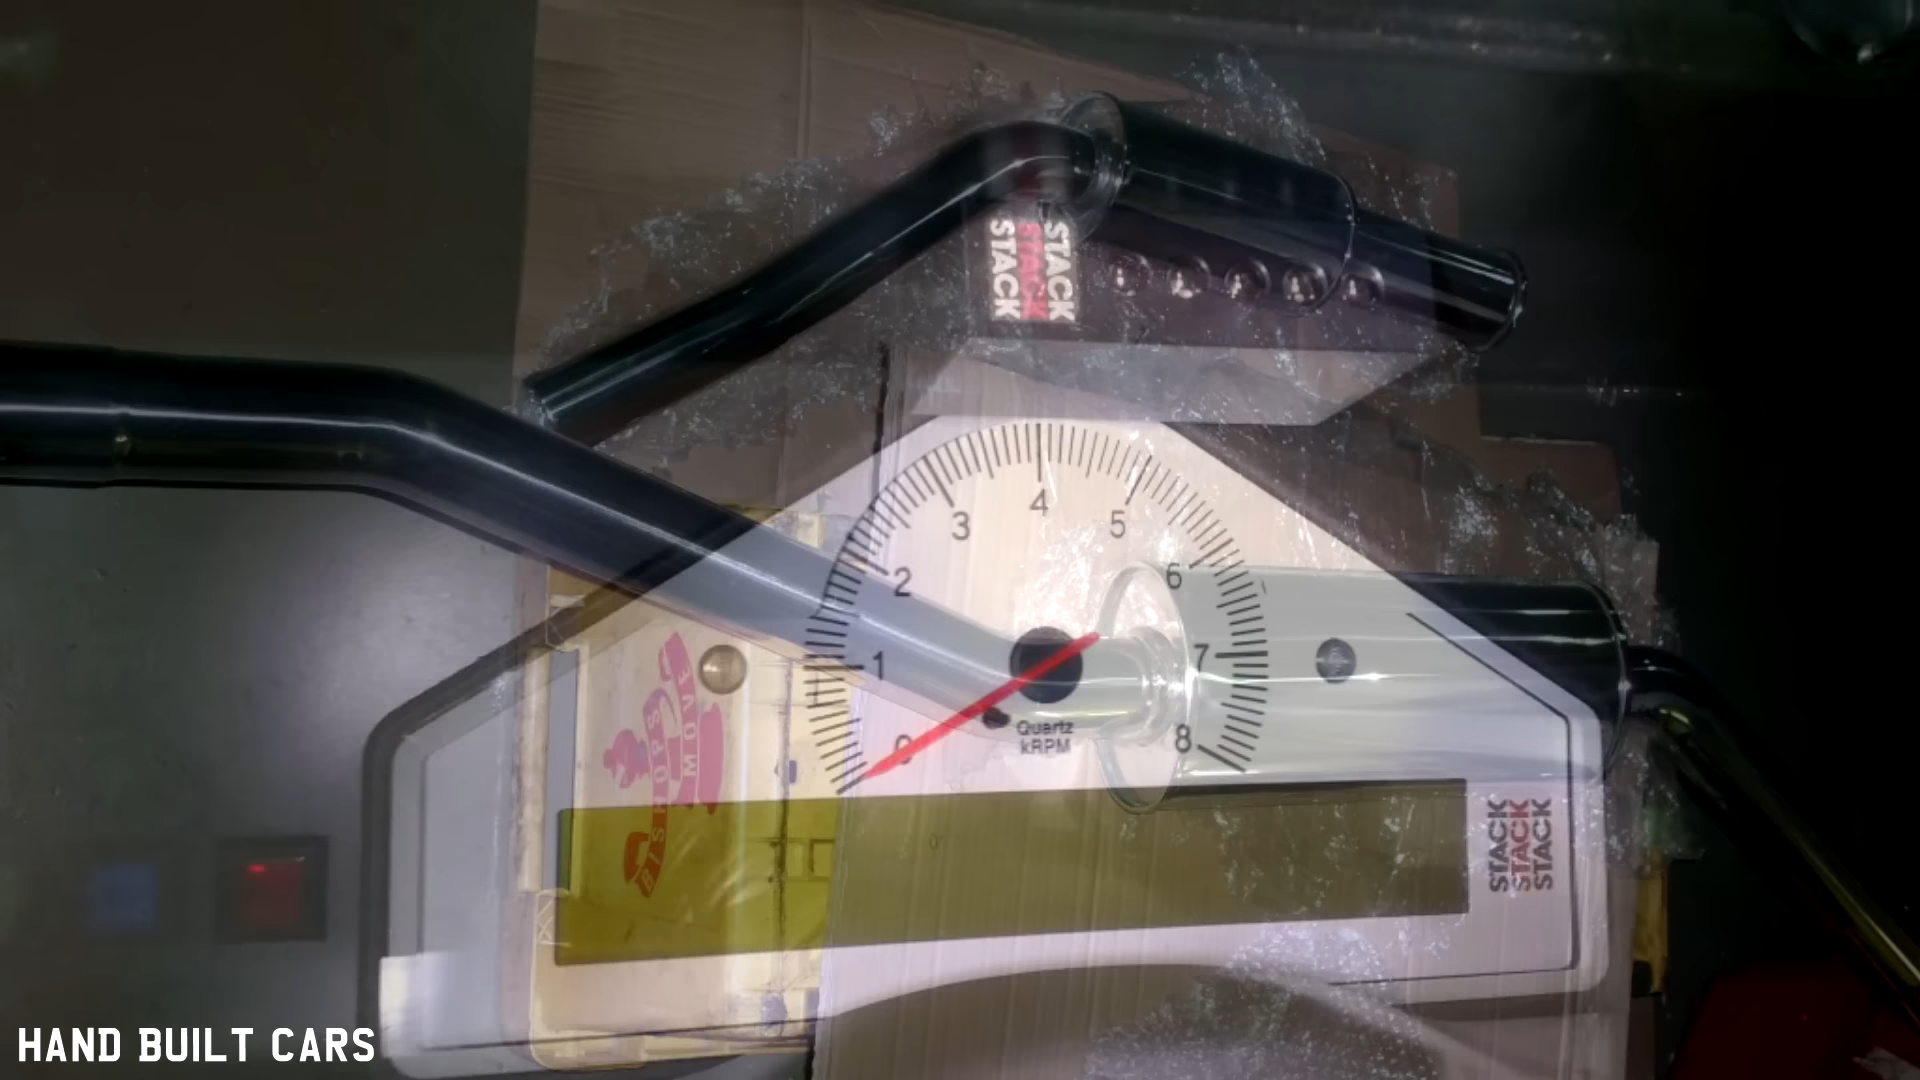 STACK
STACK
STACK
4
3
5
2
6
1
7
Quartz
kRPM
0
8
BISHOPS
MOVE
STACK
STACK
STACK
HAND BUILT CARS